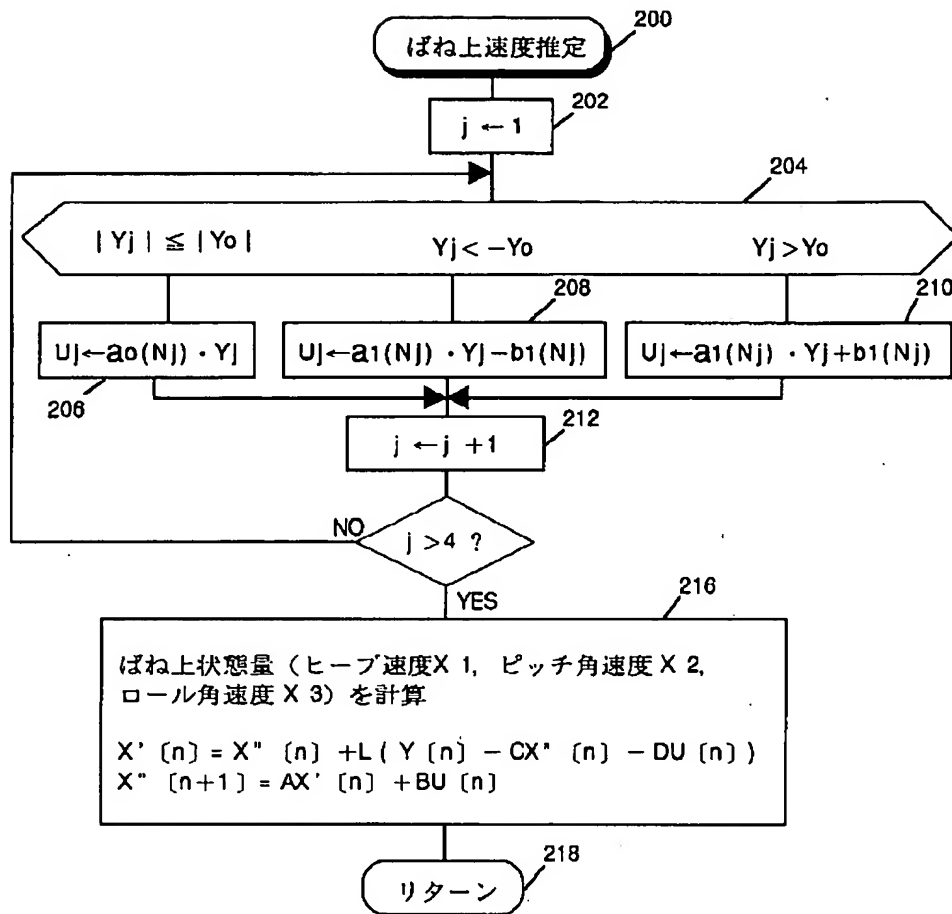 200
ばね上速度推定
202
j ← 1
204
| Yj | ≦ | Yo |
Yj < −Yo
Yj > Yo
208
210
Uj←a0(Nj)・Yj
Uj←a1(Nj)・Yj−b1(Nj)
Uj←a1(Nj)・Yj+b1(Nj)
206
212
j ← j +1
NO
j >4 ?
YES
216
ばね上状態量（ヒーブ速度X 1, ピッチ角速度 X 2,
ロール角速度 X 3）を計算
X' 〔n〕= X" 〔n〕+L ( Y〔n〕− CX" 〔n〕− DU〔n〕)
X" 〔n+1〕= AX' 〔n〕+BU〔n〕
218
リターン